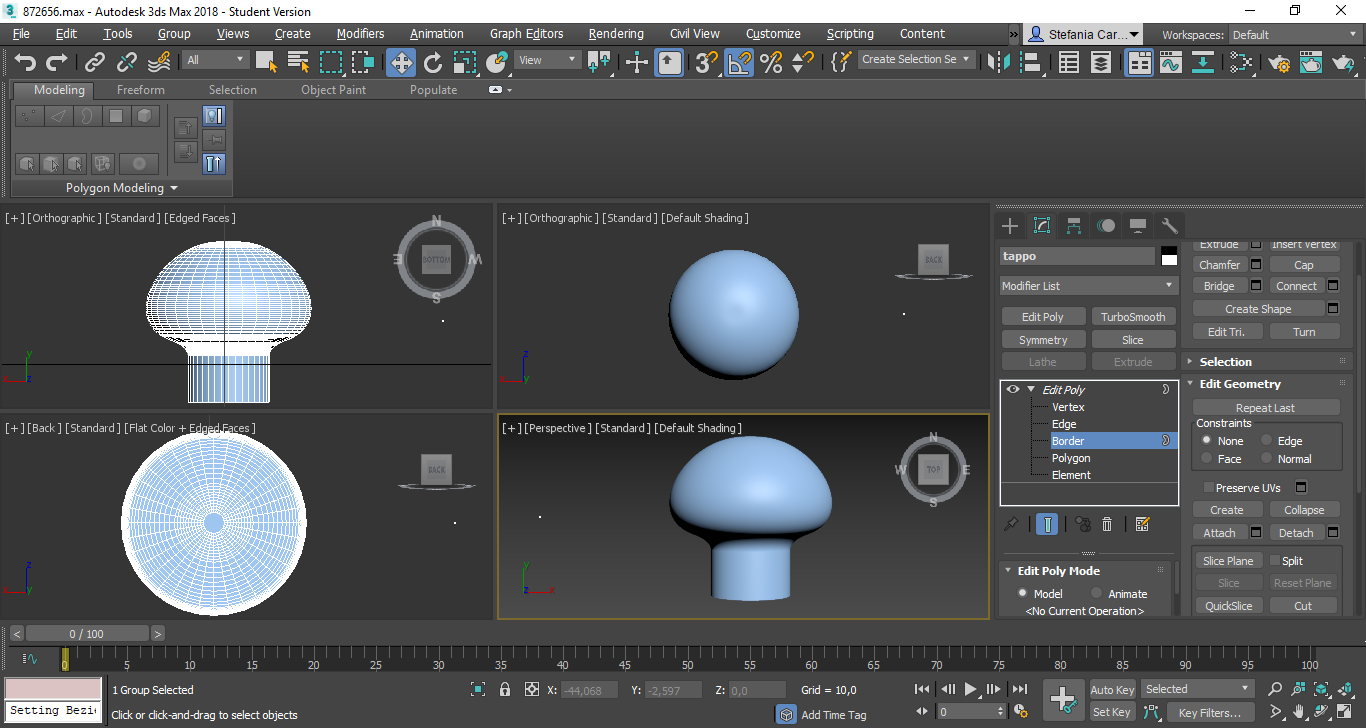 872656.max - Autodesk 3ds Max 2018 - Student Version
File Edit Tools Group Views Create Modifiers Animation Graph Editors Rendering Civil View Customize Scripting Content » Stefania Car... Workspaces: Default
All View Create Selection Se
Modeling Freeform Selection Object Paint Populate
Polygon Modeling
[+] [Orthographic] [Standard] [Edged Faces]
N
W
S
E
BOTTOM
y
x
z
[+] [Orthographic] [Standard] [Default Shading]
BACK
z
x
y
[+] [Back] [Standard] [Flat Color + Edged Faces]
BACK
z
x
y
[+] [Perspective] [Standard] [Default Shading]
N
W
E
S
TOP
y
z
x
tappo
Modifier List
Edit Poly TurboSmooth
Symmetry Slice
Lathe Extrude
Edit Poly
Vertex
Edge
Border
Polygon
Element
Edit Poly Mode
Model Animate
<No Current Operation>
Extrude Insert Vertex
Chamfer Cap
Bridge Connect
Create Shape
Edit Tri. Turn
Selection
Edit Geometry
Repeat Last
Constraints
None Edge
Face Normal
Preserve UVs
Create Collapse
Attach Detach
Slice Plane Split
Slice Reset Plane
QuickSlice Cut
< 0 / 100 >
0 5 10 15 20 25 30 35 40 45 50 55 60 65 70 75 80 85 90 95 100
1 Group Selected X: -44,068 Y: -2,597 Z: 0,0 Grid = 10,0 Auto Key Selected
Setting Bezi
Click or click-and-drag to select objects Add Time Tag 0 Set Key Key Filters...